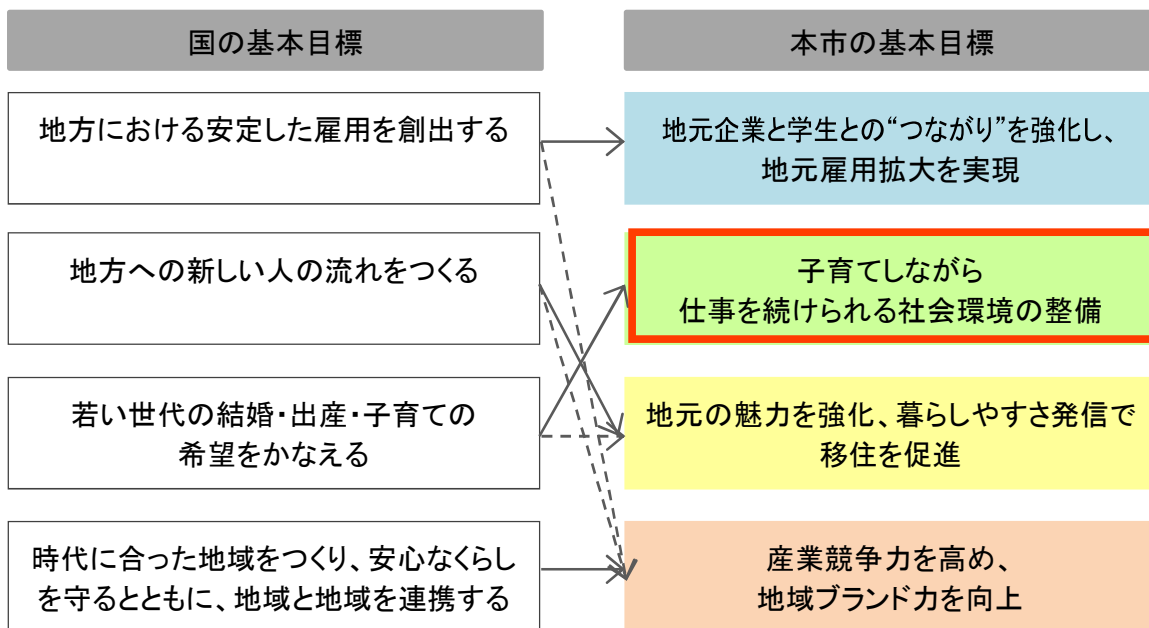 国の基本目標
本市の基本目標
地方における安定した雇用を創出する
地元企業と学生との“つながり”を強化し、
地元雇用拡大を実現
地方への新しい人の流れをつくる
子育てしながら
仕事を続けられる社会環境の整備
若い世代の結婚・出産・子育ての
希望をかなえる
地元の魅力を強化、暮らしやすさ発信で
移住を促進
時代に合った地域をつくり、安心なくらし
を守るとともに、地域と地域を連携する
産業競争力を高め、
地域ブランド力を向上